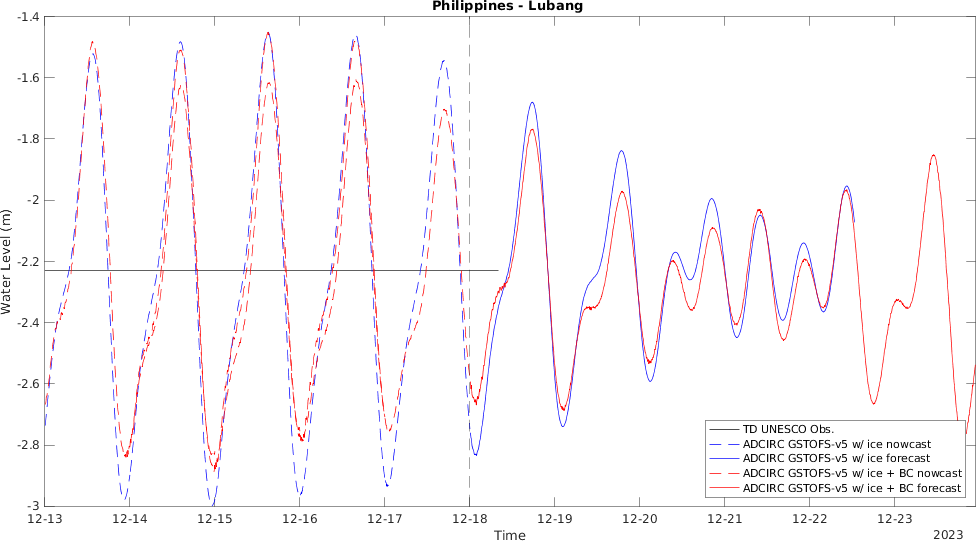 Philippines - Lubang
-1.4
-1.6
-1.8
-2
-2.2
-2.4
-2.6
-2.8
-3
Water Level (m)
TD UNESCO Obs.
ADCIRC GSTOFS-v5 w/ ice nowcast
ADCIRC GSTOFS-v5 w/ ice forecast
ADCIRC GSTOFS-v5 w/ ice + BC nowcast
ADCIRC GSTOFS-v5 w/ ice + BC forecast
12-13 12-14 12-15 12-16 12-17 12-18 12-19 12-20 12-21 12-22 12-23
Time
2023